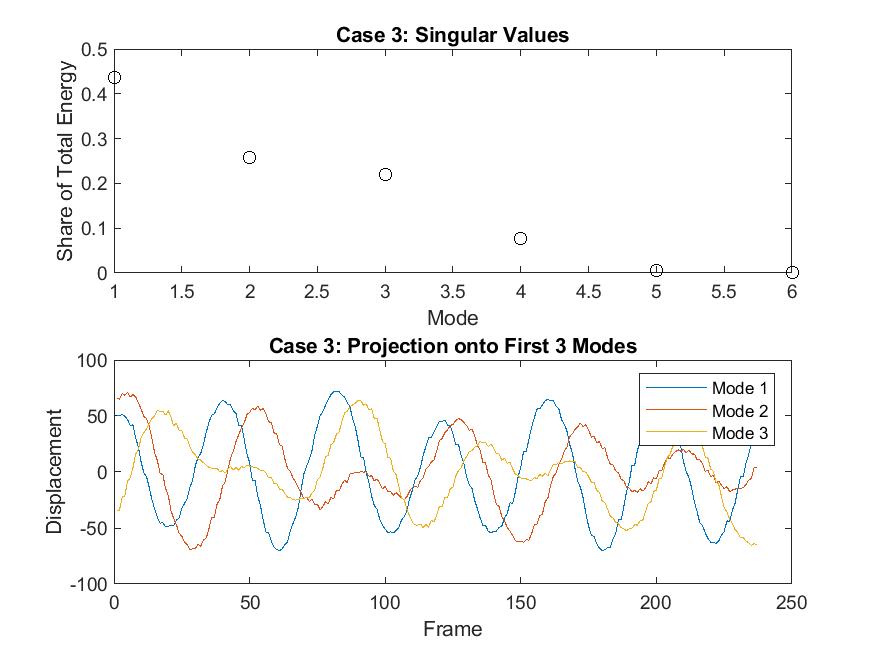 Case 3: Singular Values
Share of Total Energy
0.5
0.4
0.3
0.2
0.1
0
1 1.5 2 2.5 3 3.5 4 4.5 5 5.5 6
Mode
Case 3: Projection onto First 3 Modes
Displacement
100
50
0
-50
-100
Mode 1
Mode 2
Mode 3
0 50 100 150 200 250
Frame